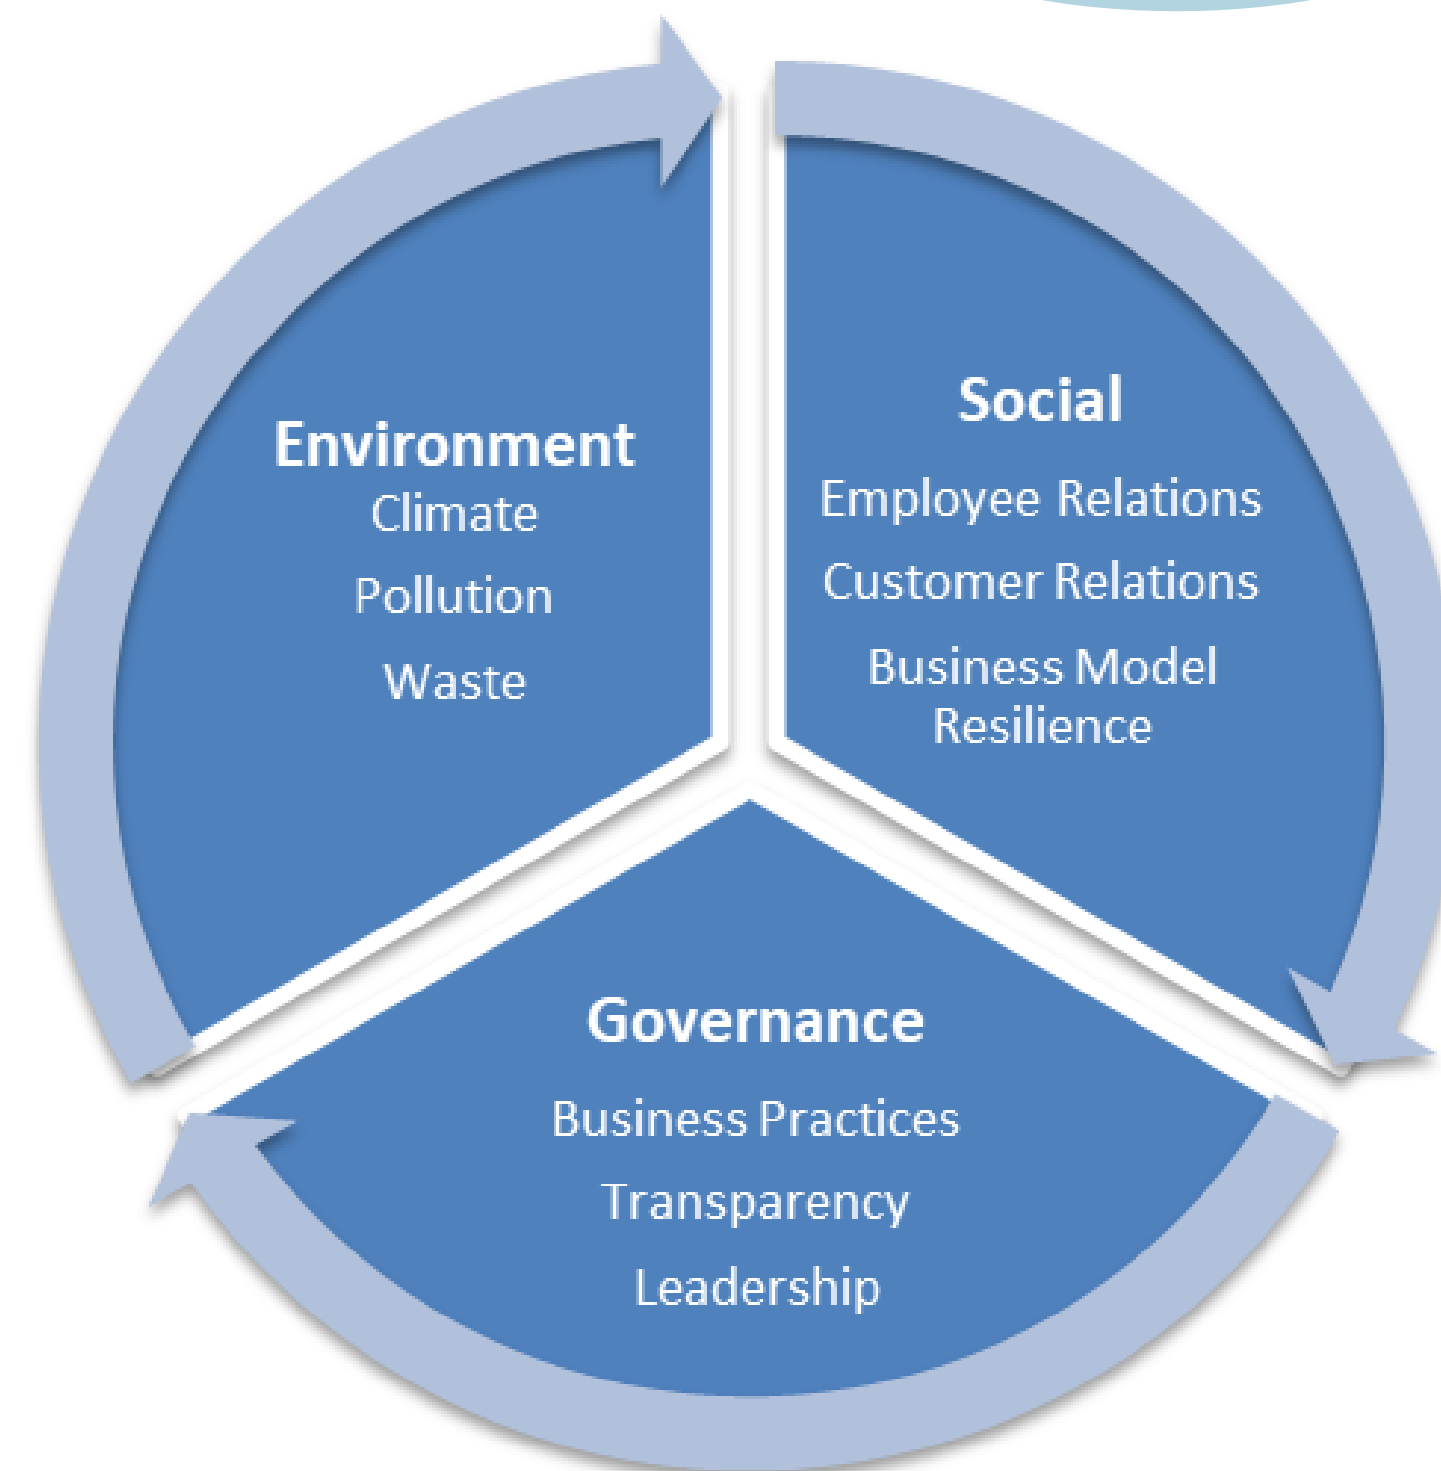 Environment
Climate
Pollution
Waste
Social
Employee Relations
Customer Relations
Business Model
Resilience
Governance
Business Practices
Transparency
Leadership